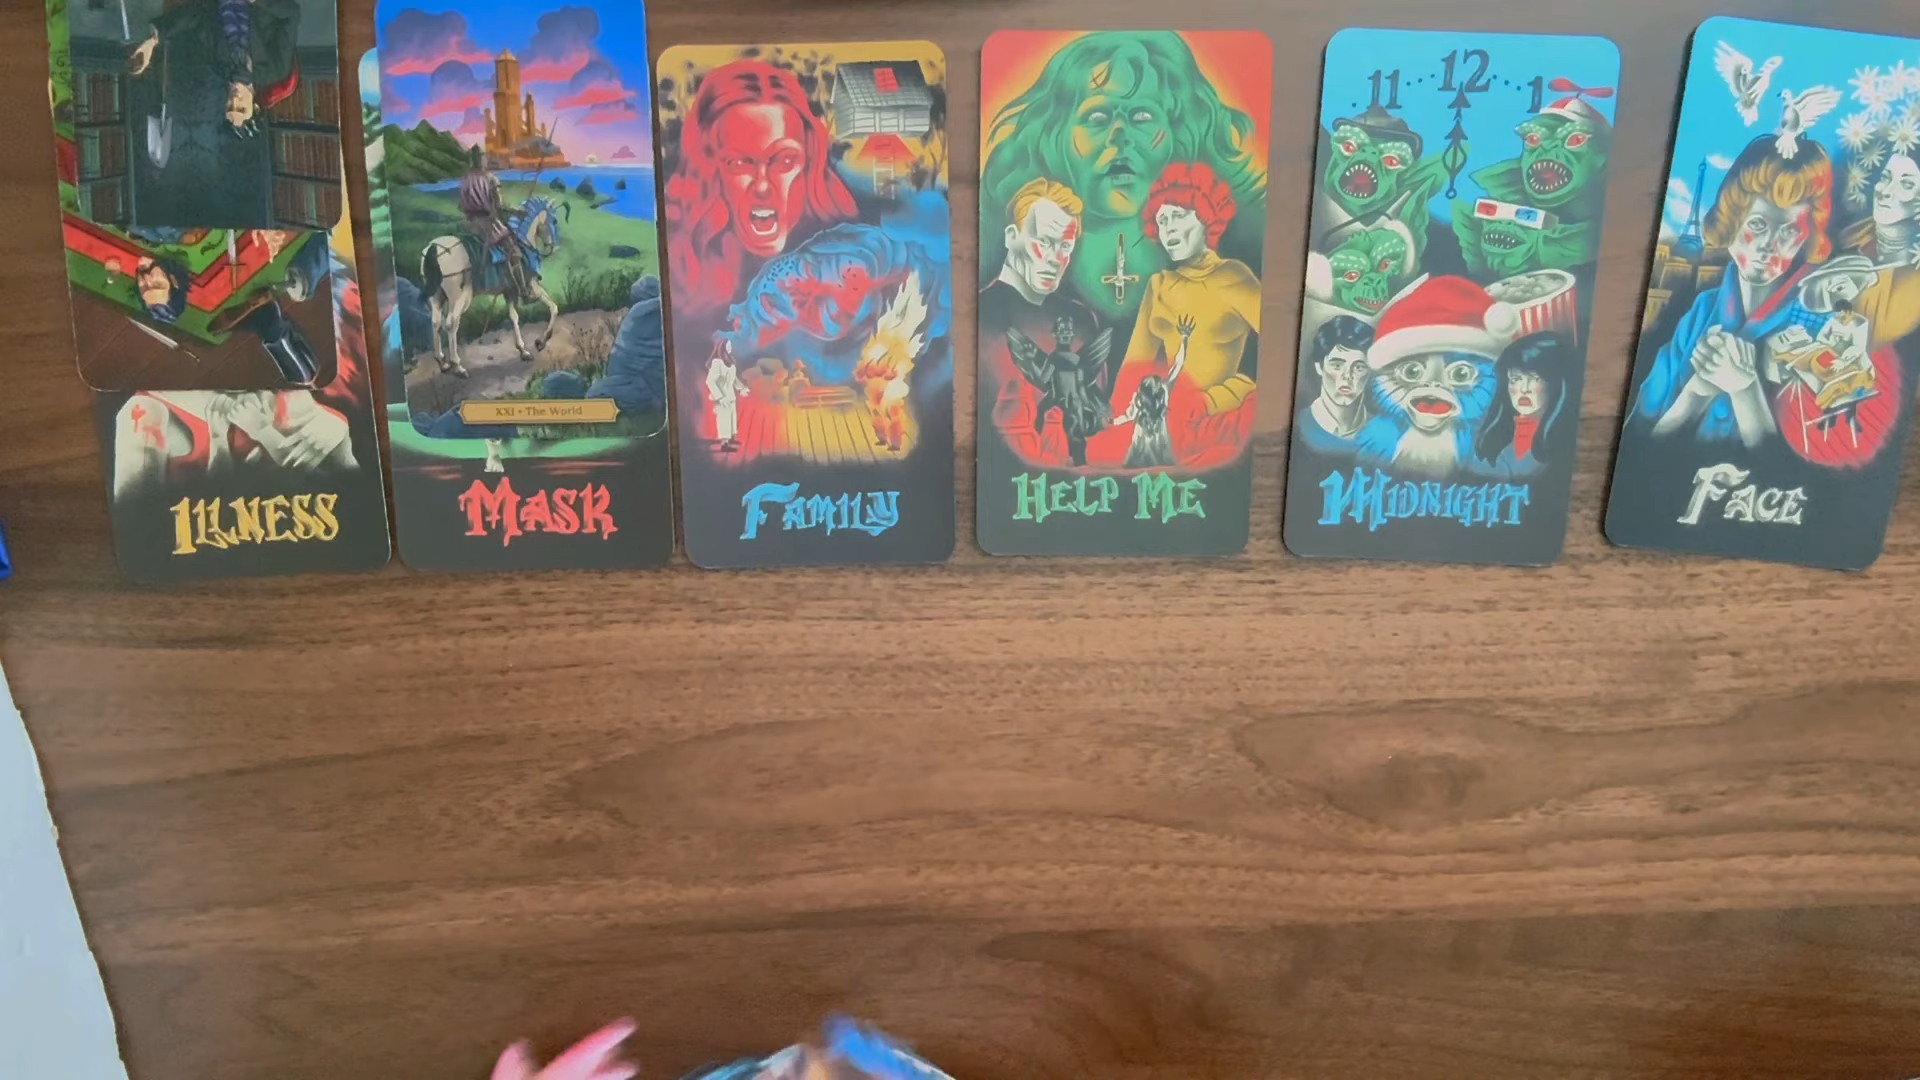 11 12 1
XXI • The World
ILLNESS
MASK
FAMILY
HELP ME
MIDNIGHT
FACE